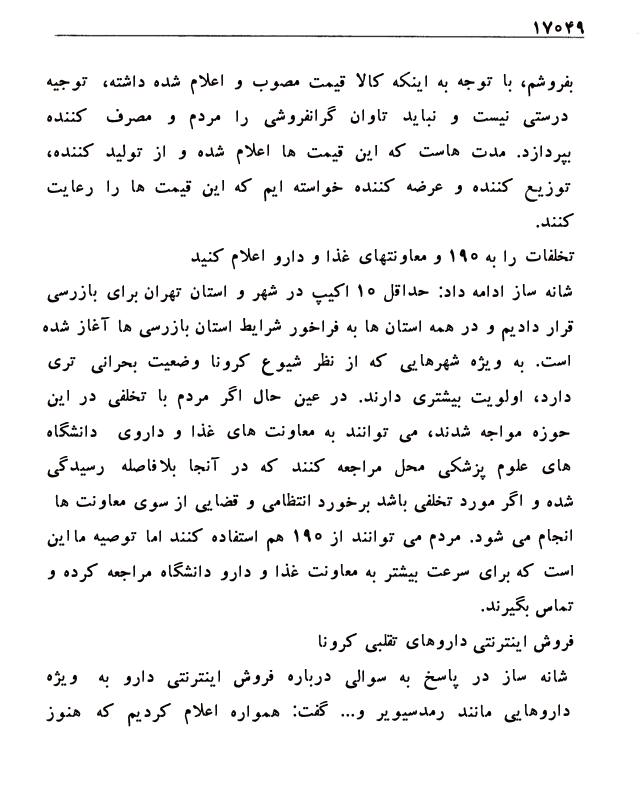 ۱۷۰۴۹
بفروشم، با توجه به اینکه کالا قیمت مصوب و اعلام شده داشته، توجیه
درستی نیست و نباید تاوان گرانفروشی را مردم و مصرف کننده
بپردازد. مدت هاست که این قیمت ها اعلام شده و از تولید کننده،
توزیع کننده و عرضه کننده خواسته ایم که این قیمت ها را رعایت
کنند.
تخلفات را به ۱۹۰ و معاونتهای غذا و دارو اعلام کنید
شانه ساز ادامه داد: حداقل ۱۰ اکیپ در شهر و استان تهران برای بازرسی
قرار دادیم و در همه استان ها به فراخور شرایط استان بازرسی ها آغاز شده
است. به ویژه شهرهایی که از نظر شیوع کرونا وضعیت بحرانی تری
دارد، اولویت بیشتری دارند. در عین حال اگر مردم با تخلفی در این
حوزه مواجه شدند، می توانند به معاونت های غذا و داروی دانشگاه
های علوم پزشکی محل مراجعه کنند که در آنجا بلافاصله رسیدگی
شده و اگر مورد تخلفی باشد برخورد انتظامی و قضایی از سوی معاونت ها
انجام می شود. مردم می توانند از ۱۹۰ هم استفاده کنند اما توصیه ما این
است که برای سرعت بیشتر به معاونت غذا و دارو دانشگاه مراجعه کرده و
تماس بگیرند.
فروش اینترنتی داروهای تقلبی کرونا
شانه ساز در پاسخ به سوالی درباره فروش اینترنتی دارو به ویژه
داروهایی مانند رمدسیویر و... گفت: همواره اعلام کردیم که هنوز